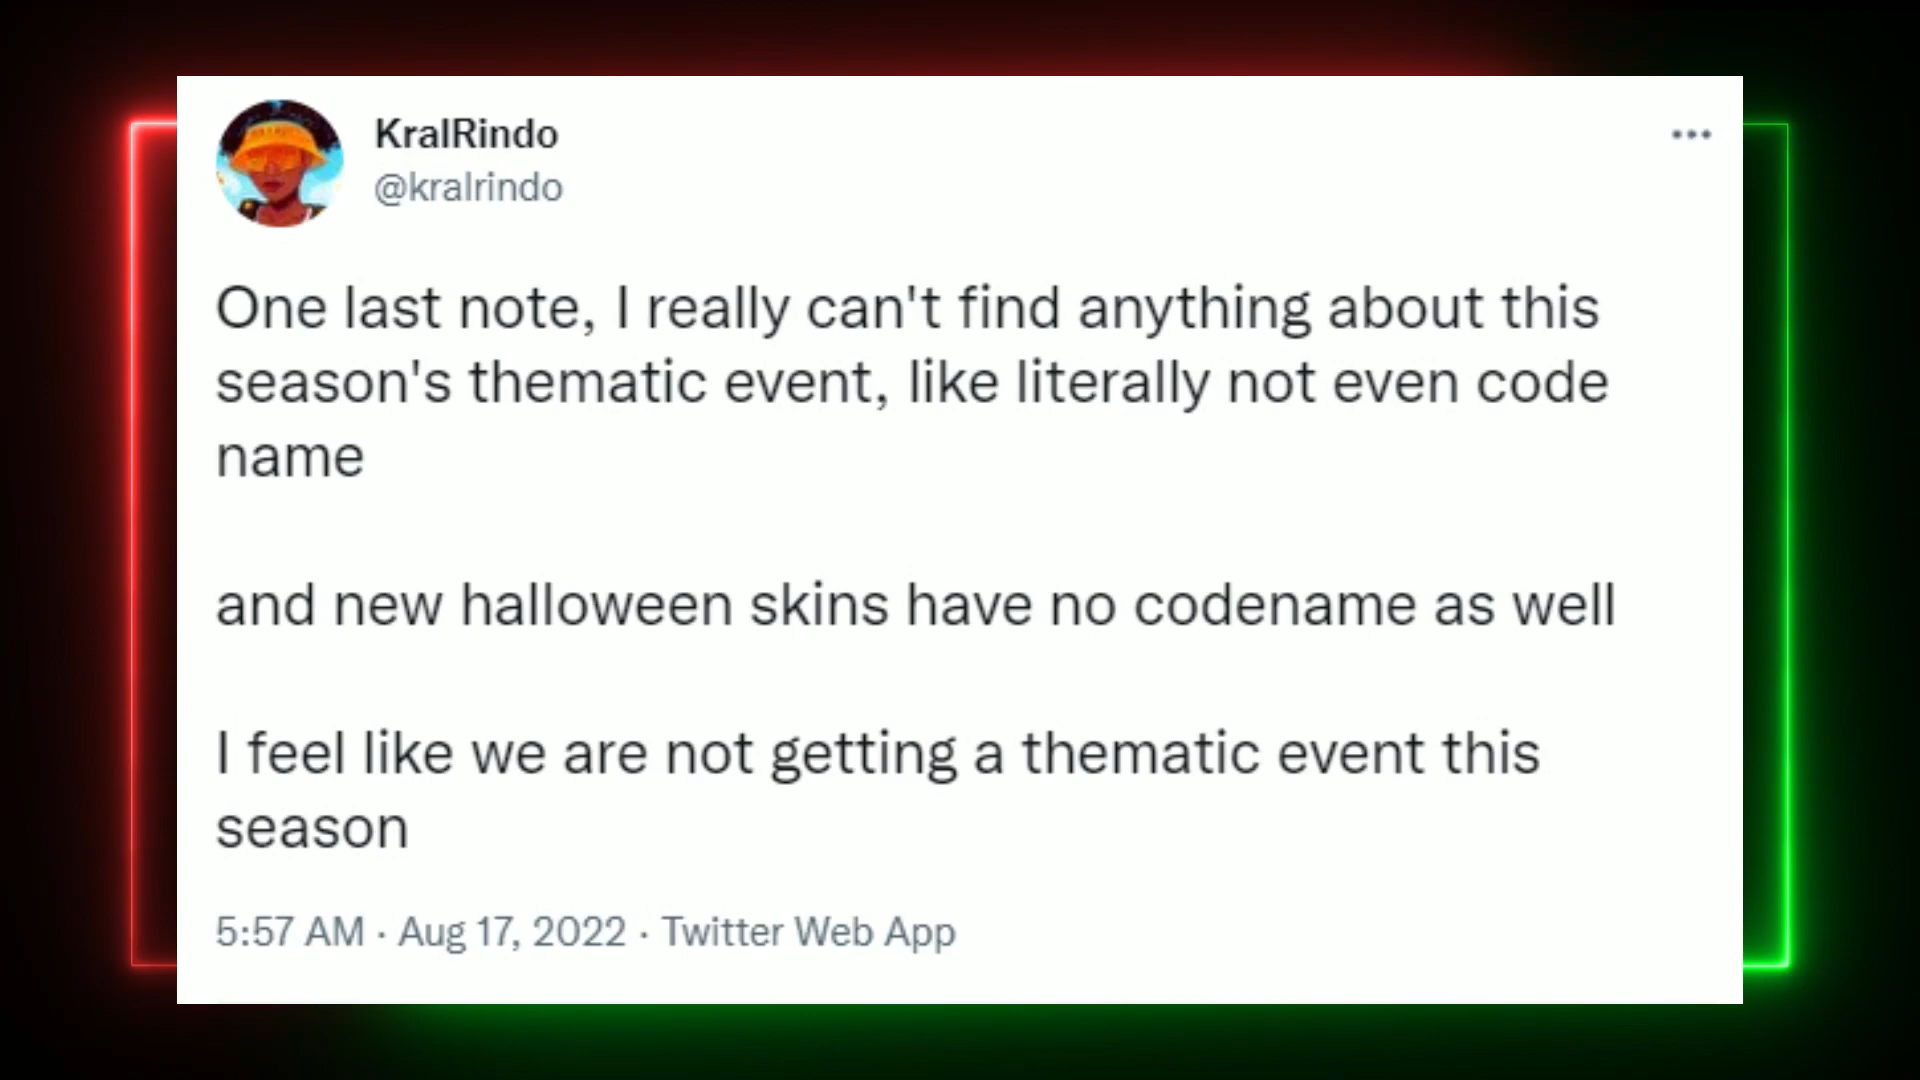 KralRindo
@kralrindo
One last note, I really can't find anything about this
season's thematic event, like literally not even code
name
and new halloween skins have no codename as well
I feel like we are not getting a thematic event this
season
5:57 AM · Aug 17, 2022 · Twitter Web App